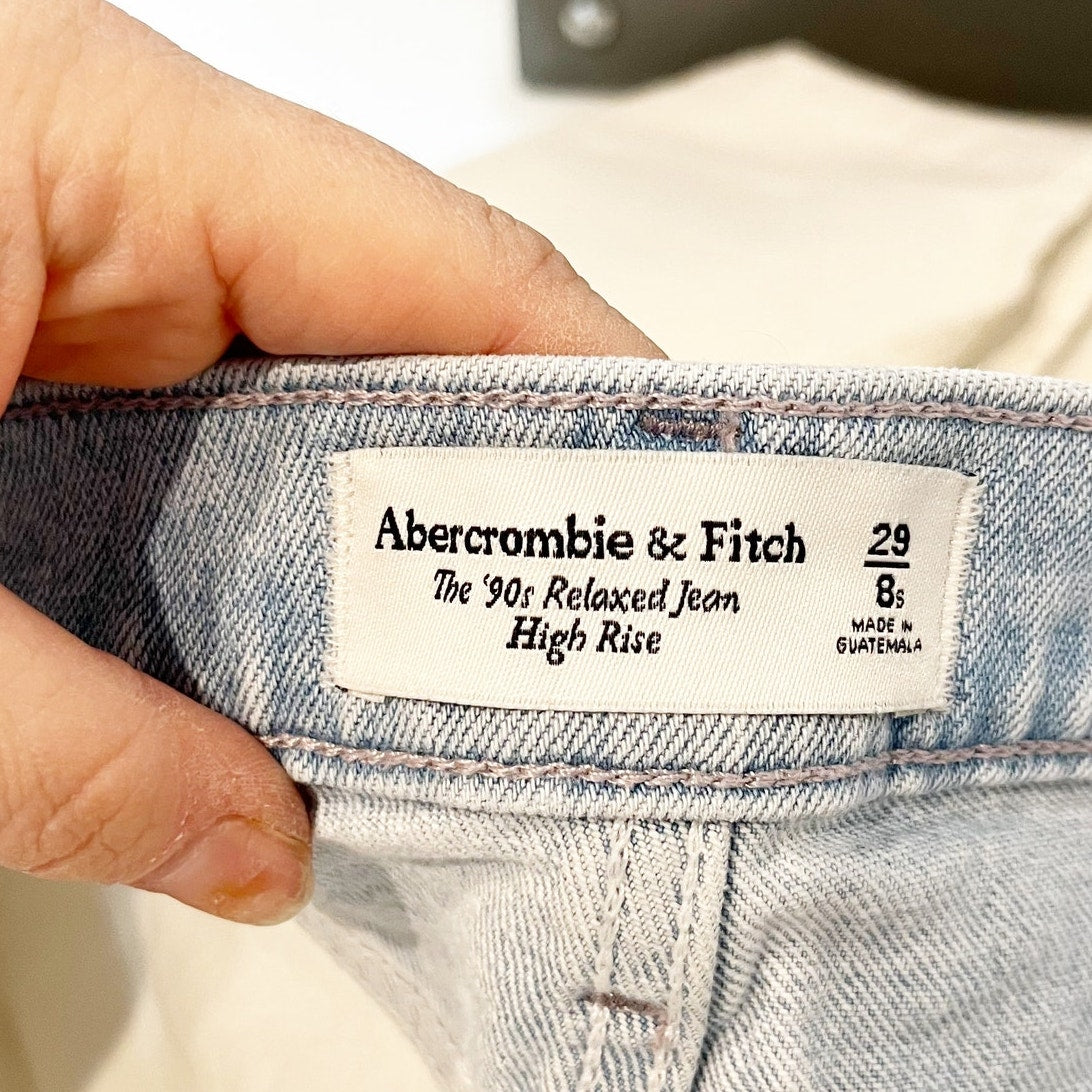 Abercrombie & Fitch
The '90s Relaxed Jean
High Rise
29
8s
MADE IN
GUATEMALA